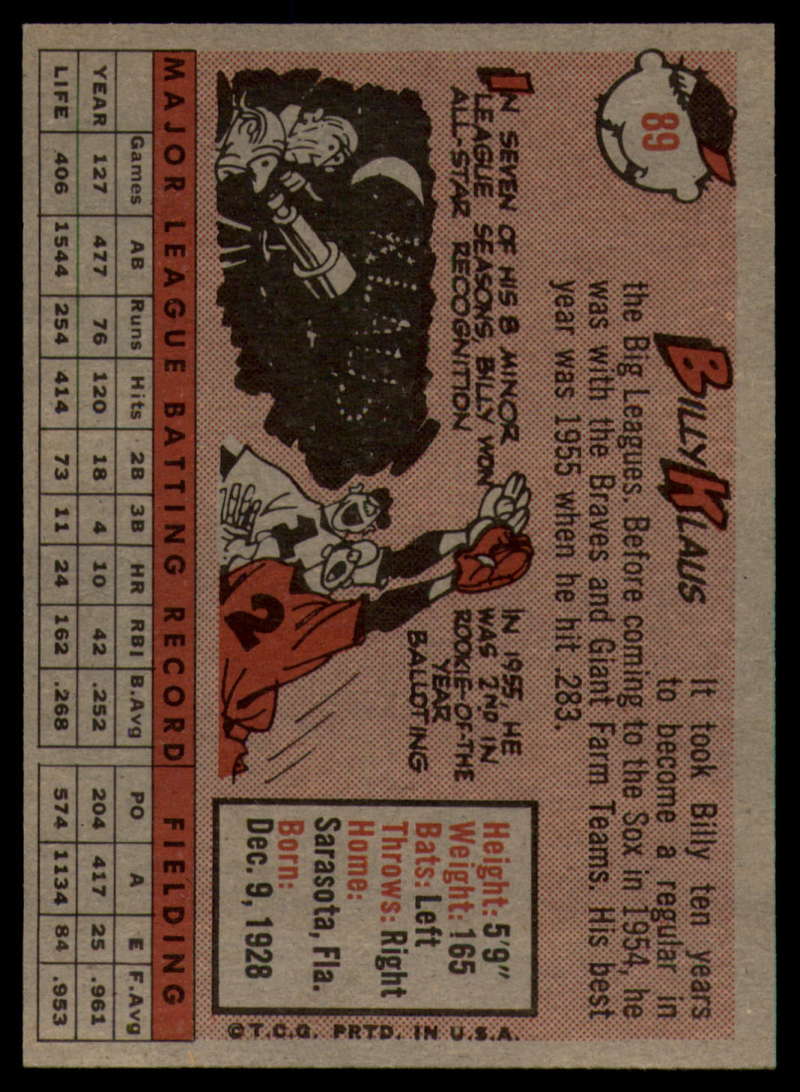 89
BILLY KLAUS
It took Billy ten years
to become a regular in
the Big Leagues. Before coming to the Sox in 1954, he
was with the Braves and Giant Farm Teams. His best
year was 1955 when he hit .283.
IN SEVEN OF HIS 8 MINOR
LEAGUE SEASONS, BILLY WON
ALL-STAR RECOGNITION
IN 1955, HE
WAS 2ND IN
ROOKIE-OF-THE
YEAR
BALLOTING
1
2
Height: 5'9"
Weight: 165
Bats: Left
Throws: Right
Home:
Sarasota, Fla.
Born:
Dec. 9, 1928
©T.C.G. PRTD. IN U.S.A.
MAJOR LEAGUE BATTING RECORD FIELDING
Games AB Runs Hits 2B 3B HR RBI B.Avg PO A E F.Avg
YEAR 127 477 76 120 18 4 10 42 .252 204 417 25 .961
LIFE 406 1544 254 414 73 11 24 162 .268 574 1134 84 .953